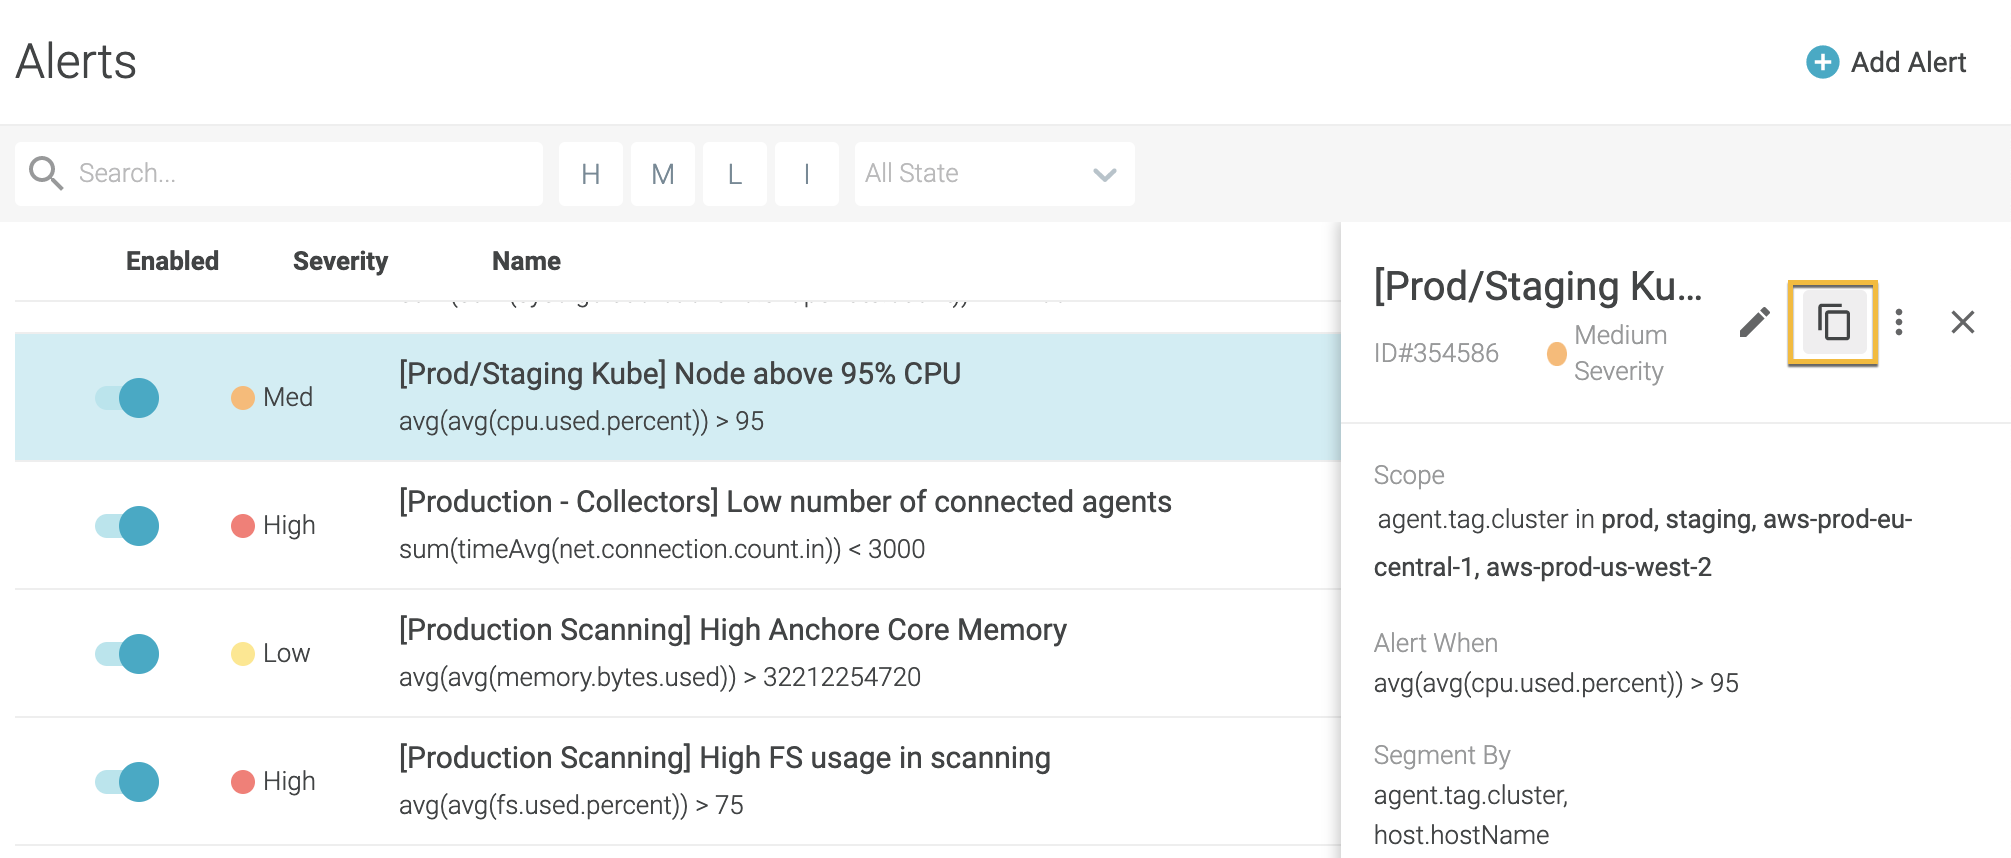 Alerts
Add Alert
Search...
H
M
L
I
All State
Enabled
Severity
Name
Med
[Prod/Staging Kube] Node above 95% CPU
avg(avg(cpu.used.percent)) > 95
High
[Production - Collectors] Low number of connected agents
sum(timeAvg(net.connection.count.in)) < 3000
Low
[Production Scanning] High Anchore Core Memory
avg(avg(memory.bytes.used)) > 32212254720
High
[Production Scanning] High FS usage in scanning
avg(avg(fs.used.percent)) > 75
[Prod/Staging Ku...
ID#354586
Medium
Severity
Scope
agent.tag.cluster in prod, staging, aws-prod-eu-
central-1, aws-prod-us-west-2
Alert When
avg(avg(cpu.used.percent)) > 95
Segment By
agent.tag.cluster,
host.hostName